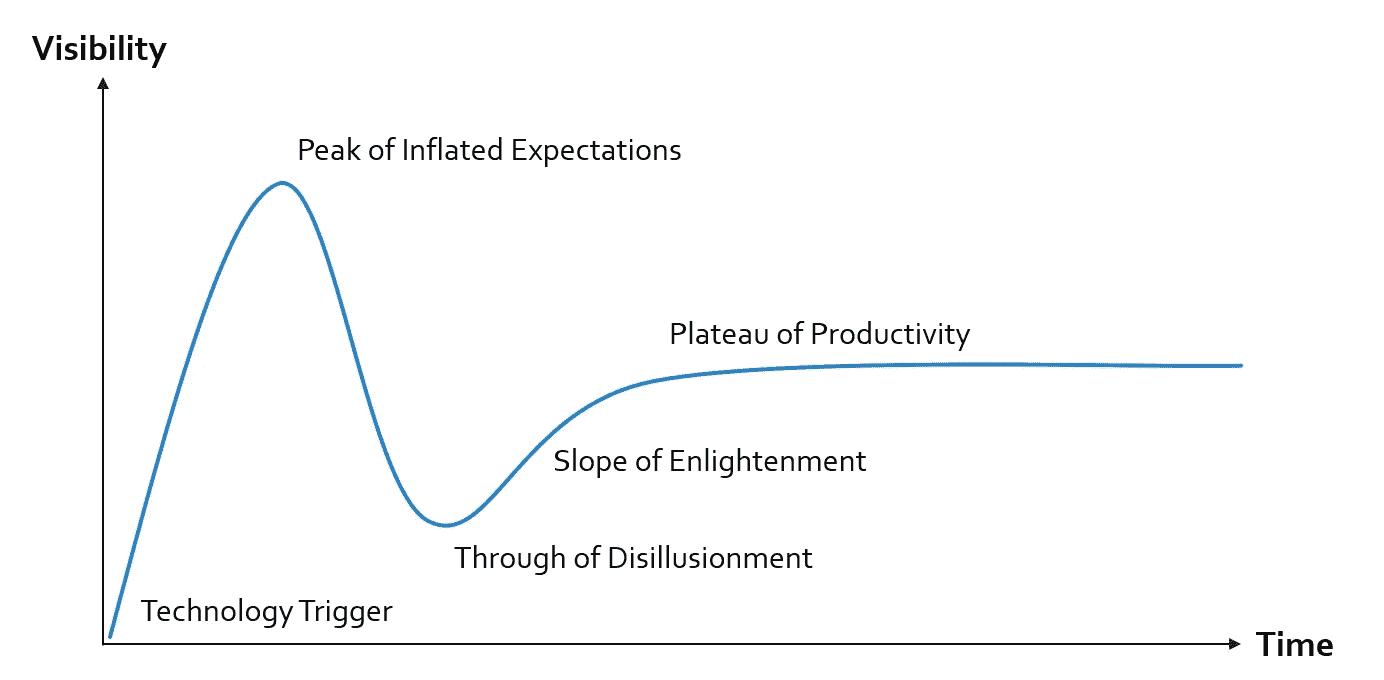 Visibility
Peak of Inflated Expectations
Plateau of Productivity
Slope of Enlightenment
Through of Disillusionment
Technology Trigger
Time